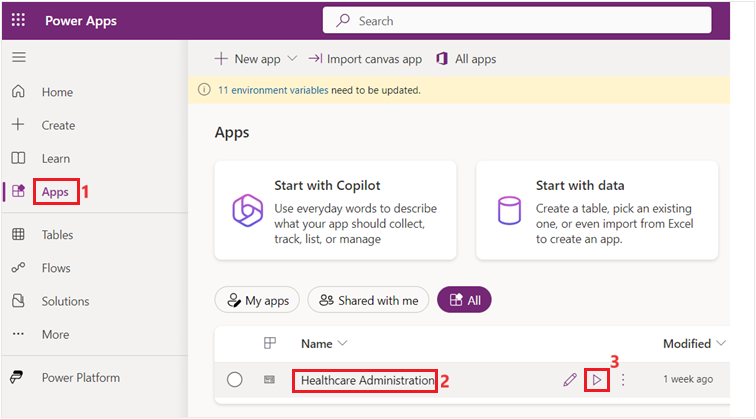 Power Apps
Search
New app
Import canvas app
All apps
11 environment variables need to be updated.
Home
Create
Learn
Apps 1
Tables
Flows
Solutions
More
Power Platform
Apps
Start with Copilot
Use everyday words to describe
what your app should collect,
track, list, or manage
Start with data
Create a table, pick an existing
one, or even import from Excel
to create an app.
My apps
Shared with me
All
Name
Modified
3
Healthcare Administration 2
1 week ago